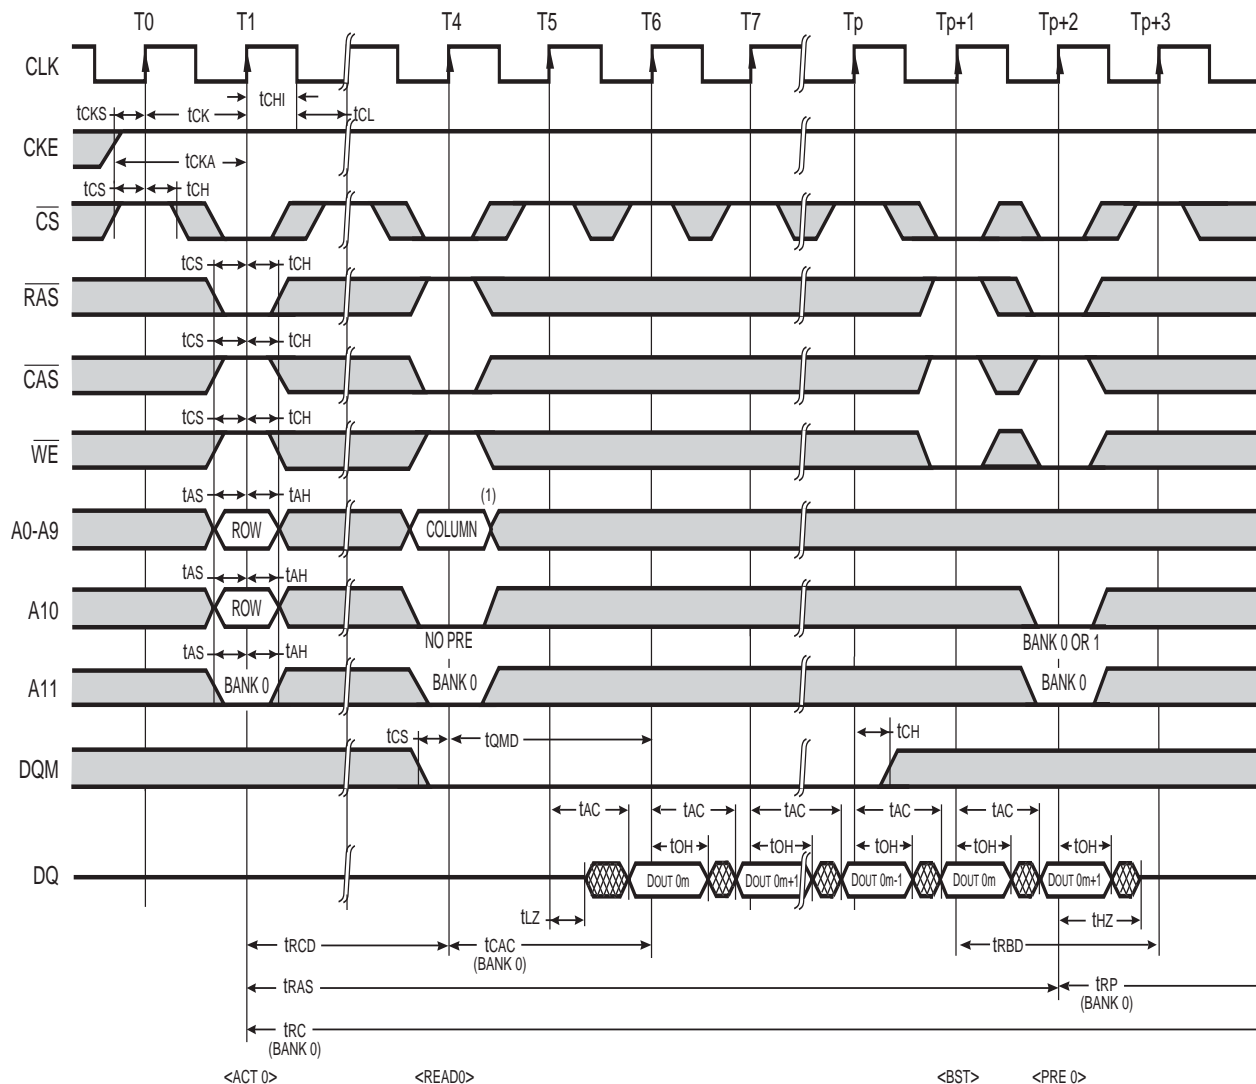 T0 T1 T4 T5 T6 T7 Tp Tp+1 Tp+2 Tp+3
CLK
tCHI
tCKS tCK tCL
CKE
tCKA
tCS tCH
CS
tCS tCH
RAS
tCS tCH
CAS
tCS tCH
WE
tAS tAH (1)
A0-A9 ROW COLUMN
tAS tAH
A10 ROW
NO PRE BANK 0 OR 1
tAS tAH
A11 BANK 0 BANK 0 BANK 0
tCS tQMD tCH
DQM
tAC tAC tAC tAC tAC
tOH tOH tOH tOH tOH
DQ DOUT 0m DOUT 0m+1 DOUT 0m-1 DOUT 0m DOUT 0m+1
tLZ tHZ
tRCD tCAC tRBD
(BANK 0)
tRAS tRP
(BANK 0)
tRC
(BANK 0)
<ACT 0> <READ0> <BST> <PRE 0>